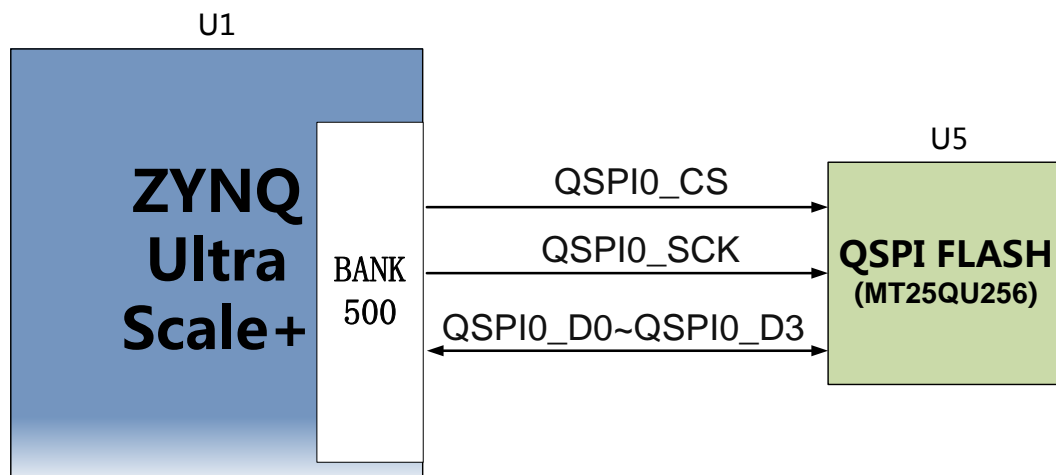 U1
U5
ZYNQ
Ultra
Scale+
BANK
500
QSPI0_CS
QSPI0_SCK
QSPI0_D0~QSPI0_D3
QSPI FLASH
(MT25QU256)